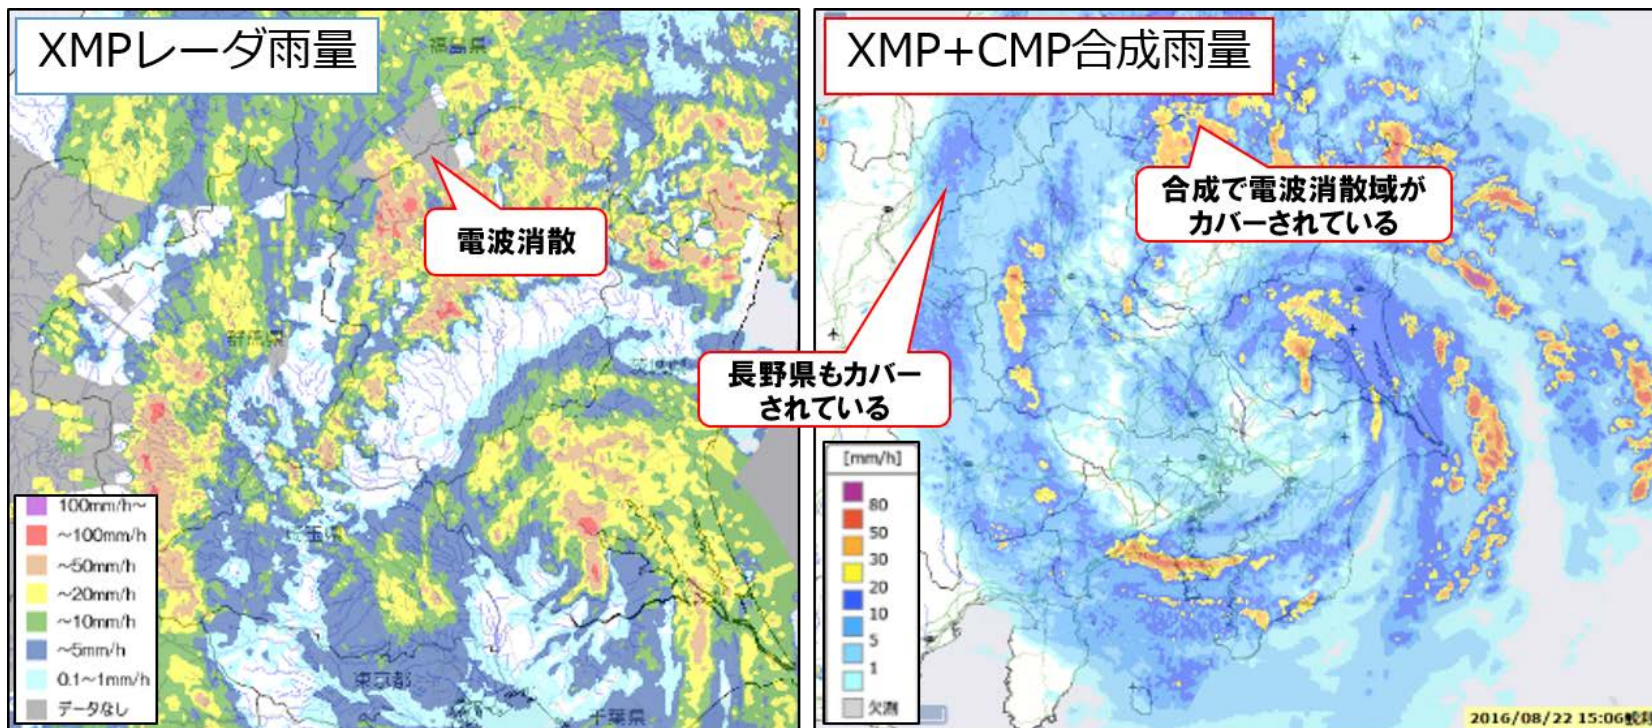 XMPレーダ雨量
福島県
電波消散
群馬県
埼玉県
東京都
千葉県
100mm/h~
~100mm/h
~50mm/h
~20mm/h
~10mm/h
~5mm/h
0.1~1mm/h
データなし
XMP+CMP合成雨量
合成で電波消散域が
カバーされている
長野県もカバー
されている
[mm/h]
80
50
30
20
10
5
1
欠測
2016/08/22 15:06